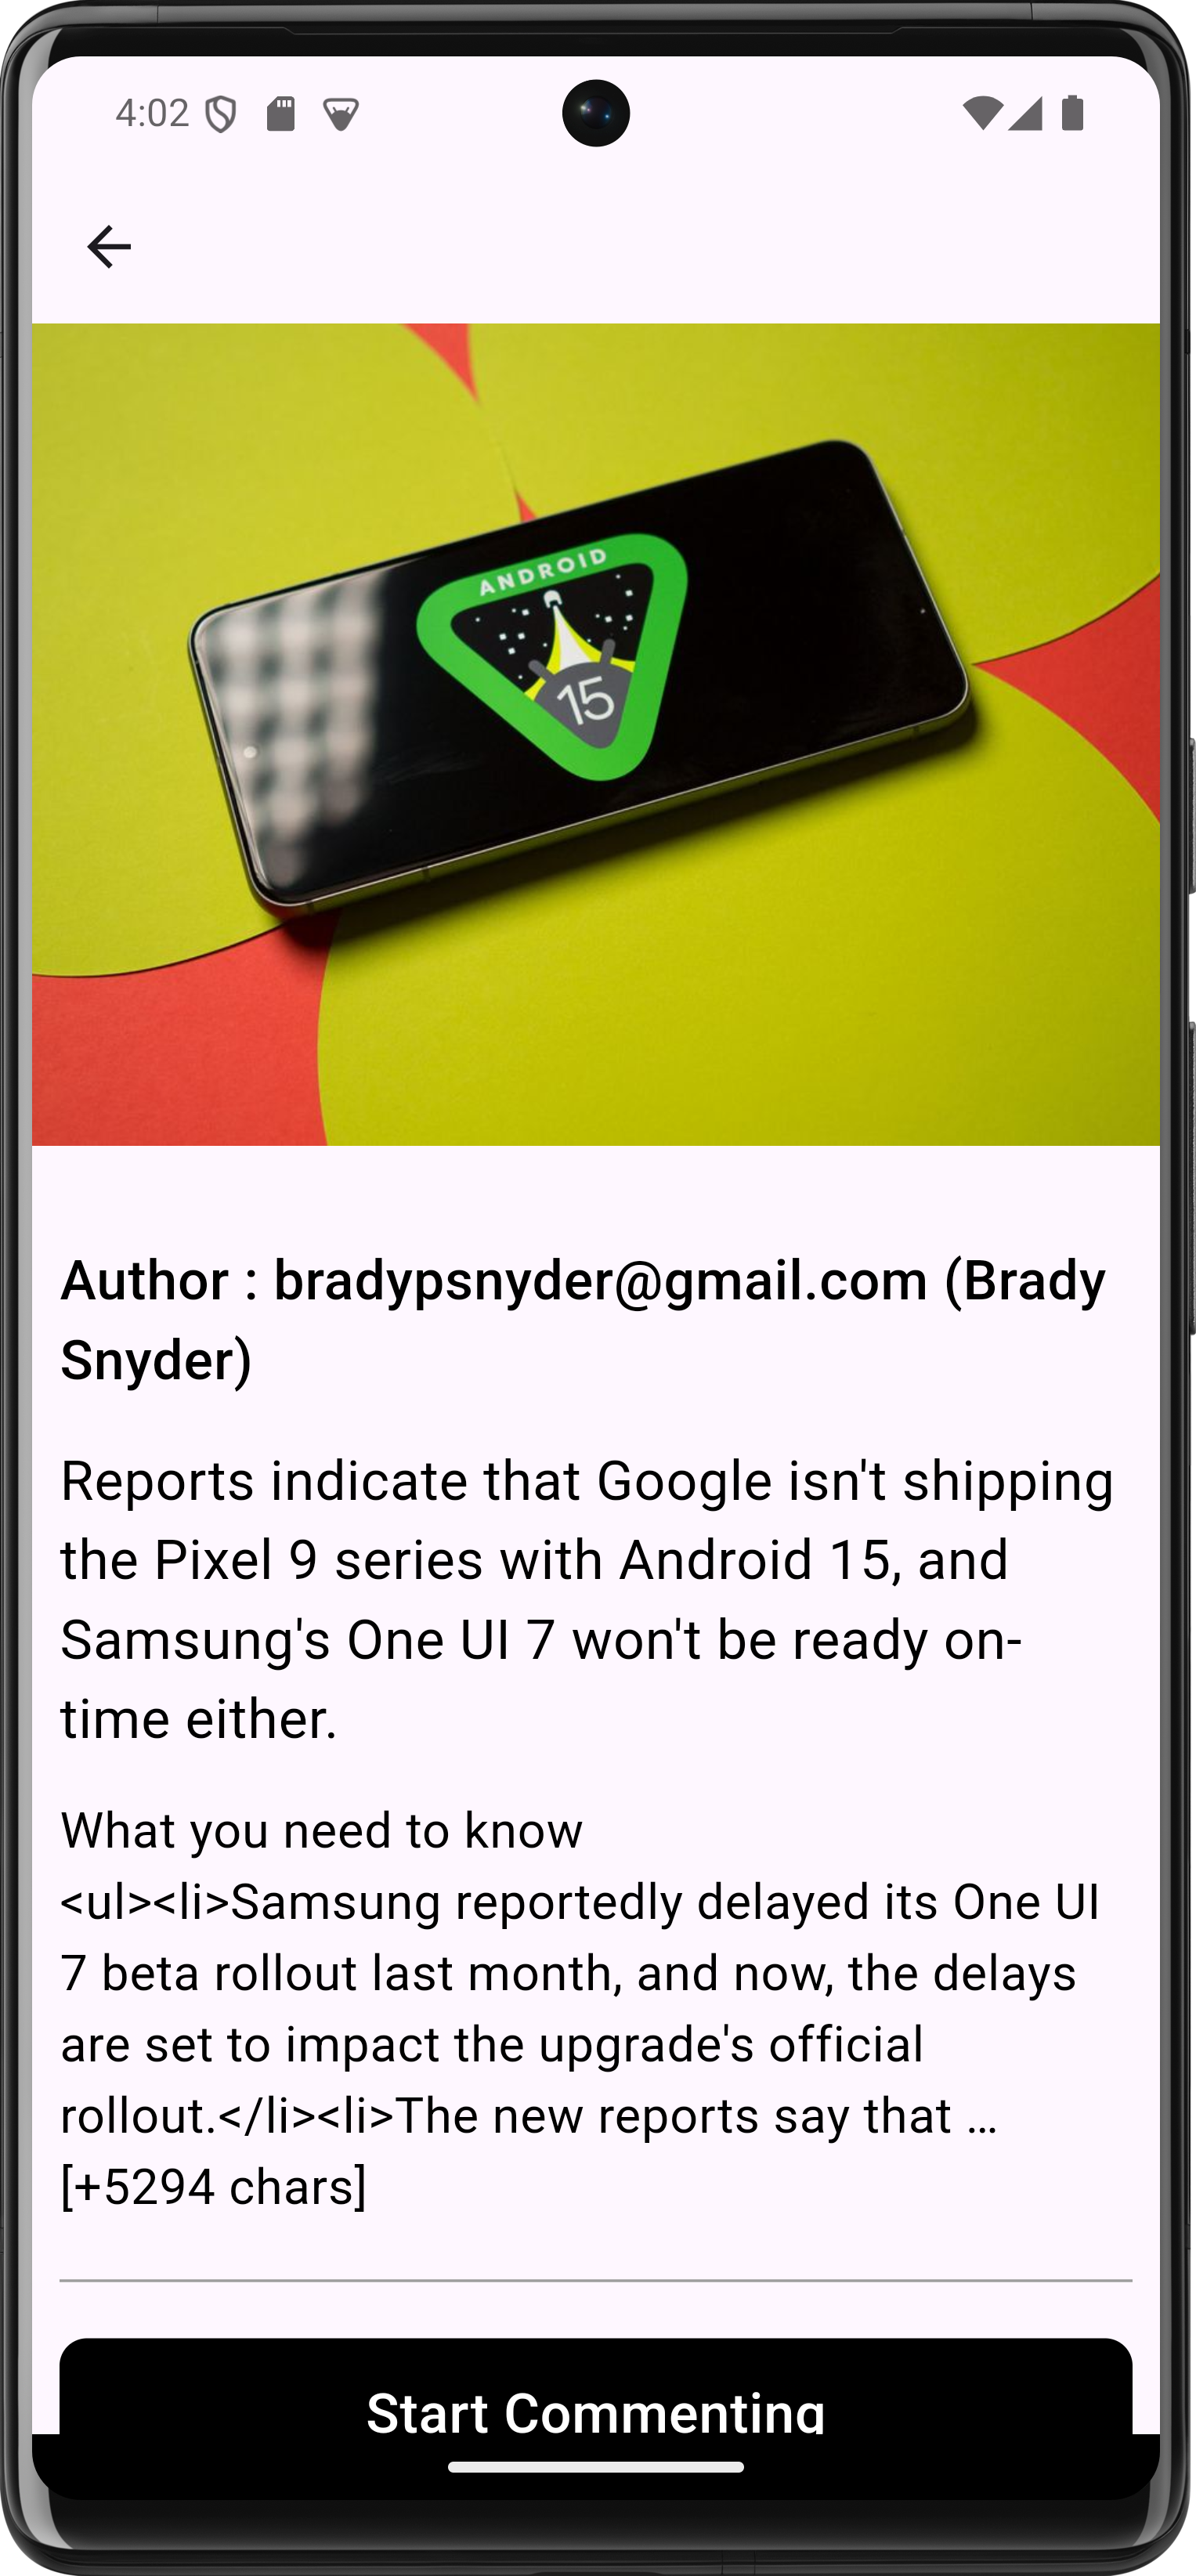 4:02
ANDROID
15
Author : bradypsnyder@gmail.com (Brady
Snyder)
Reports indicate that Google isn't shipping
the Pixel 9 series with Android 15, and
Samsung's One UI 7 won't be ready on-
time either.
What you need to know
<ul><li>Samsung reportedly delayed its One UI
7 beta rollout last month, and now, the delays
are set to impact the upgrade's official
rollout.</li><li>The new reports say that …
[+5294 chars]
Start Commenting